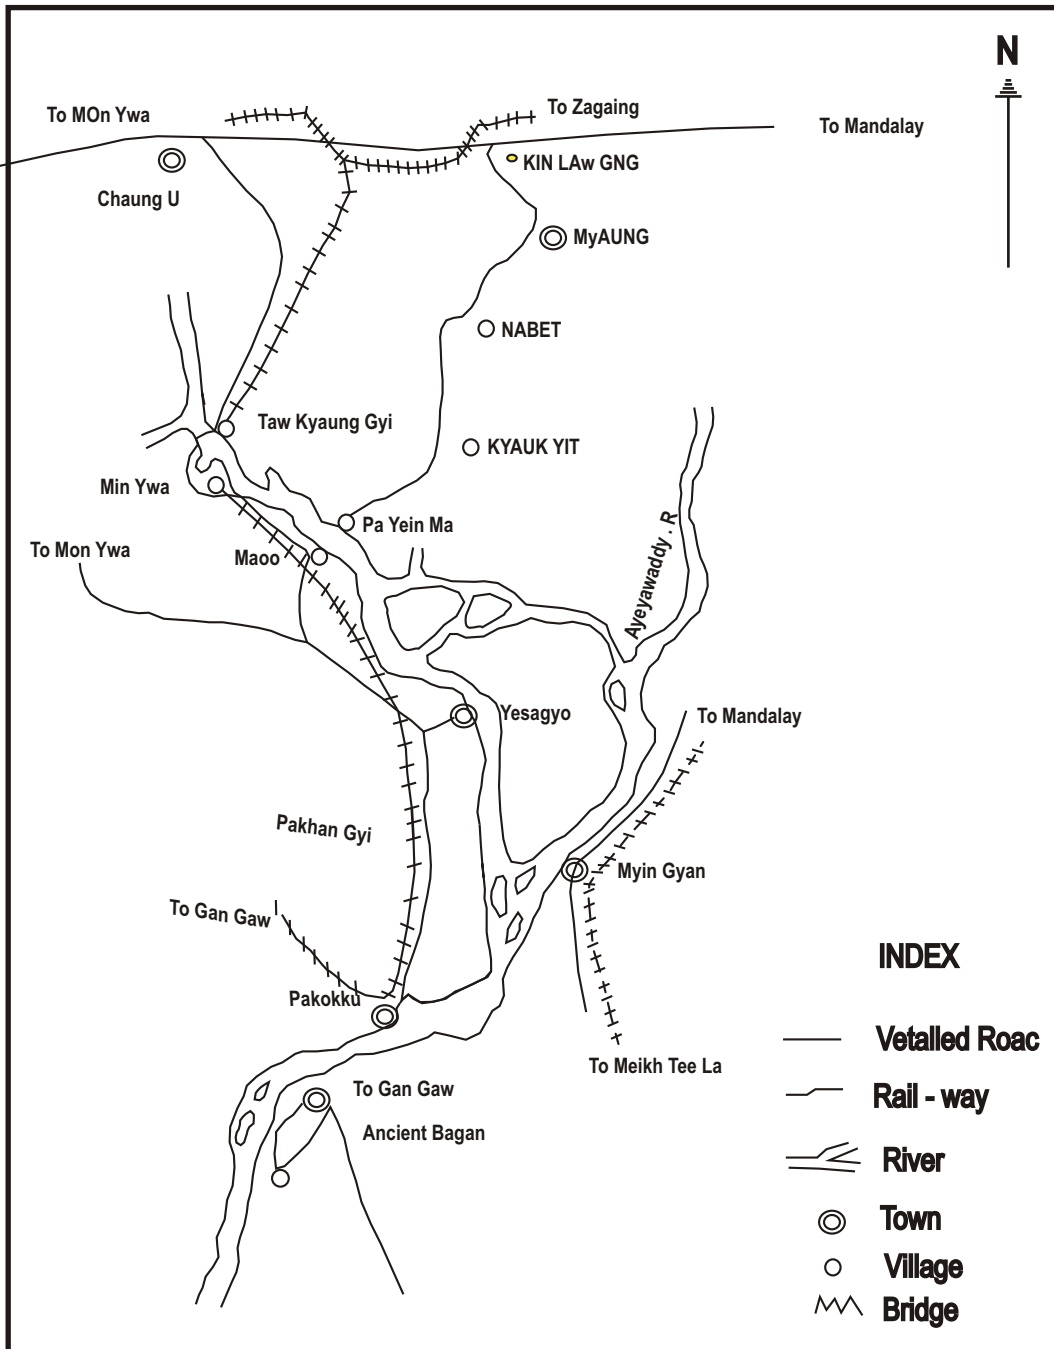 N
To MOn Ywa
To Zagaing
To Mandalay
KIN LAw GNG
Chaung U
MyAUNG
NABET
Taw Kyaung Gyi
KYAUK YIT
Min Ywa
Pa Yein Ma
To Mon Ywa
Maoo
Ayeyawaddy . R
Yesagyo
To Mandalay
Pakhan Gyi
Myin Gyan
To Gan Gaw
Pakokku
To Meikh Tee La
To Gan Gaw
Ancient Bagan
INDEX
Vetalled Roac
Rail - way
River
Town
Village
Bridge